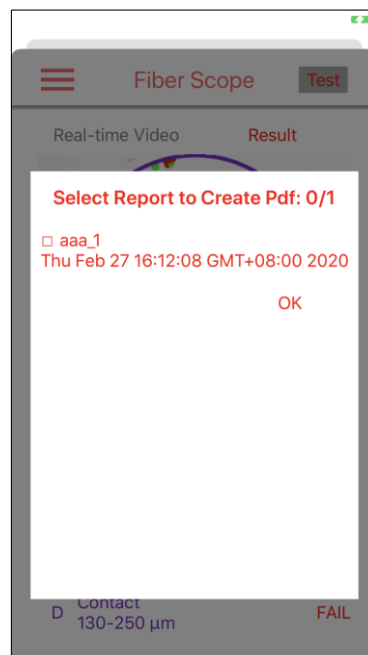 Fiber Scope
Test
Real-time Video
Result
Select Report to Create Pdf: 0/1
□ aaa_1
Thu Feb 27 16:12:08 GMT+08:00 2020
OK
Contact
D
130-250 μm
FAIL